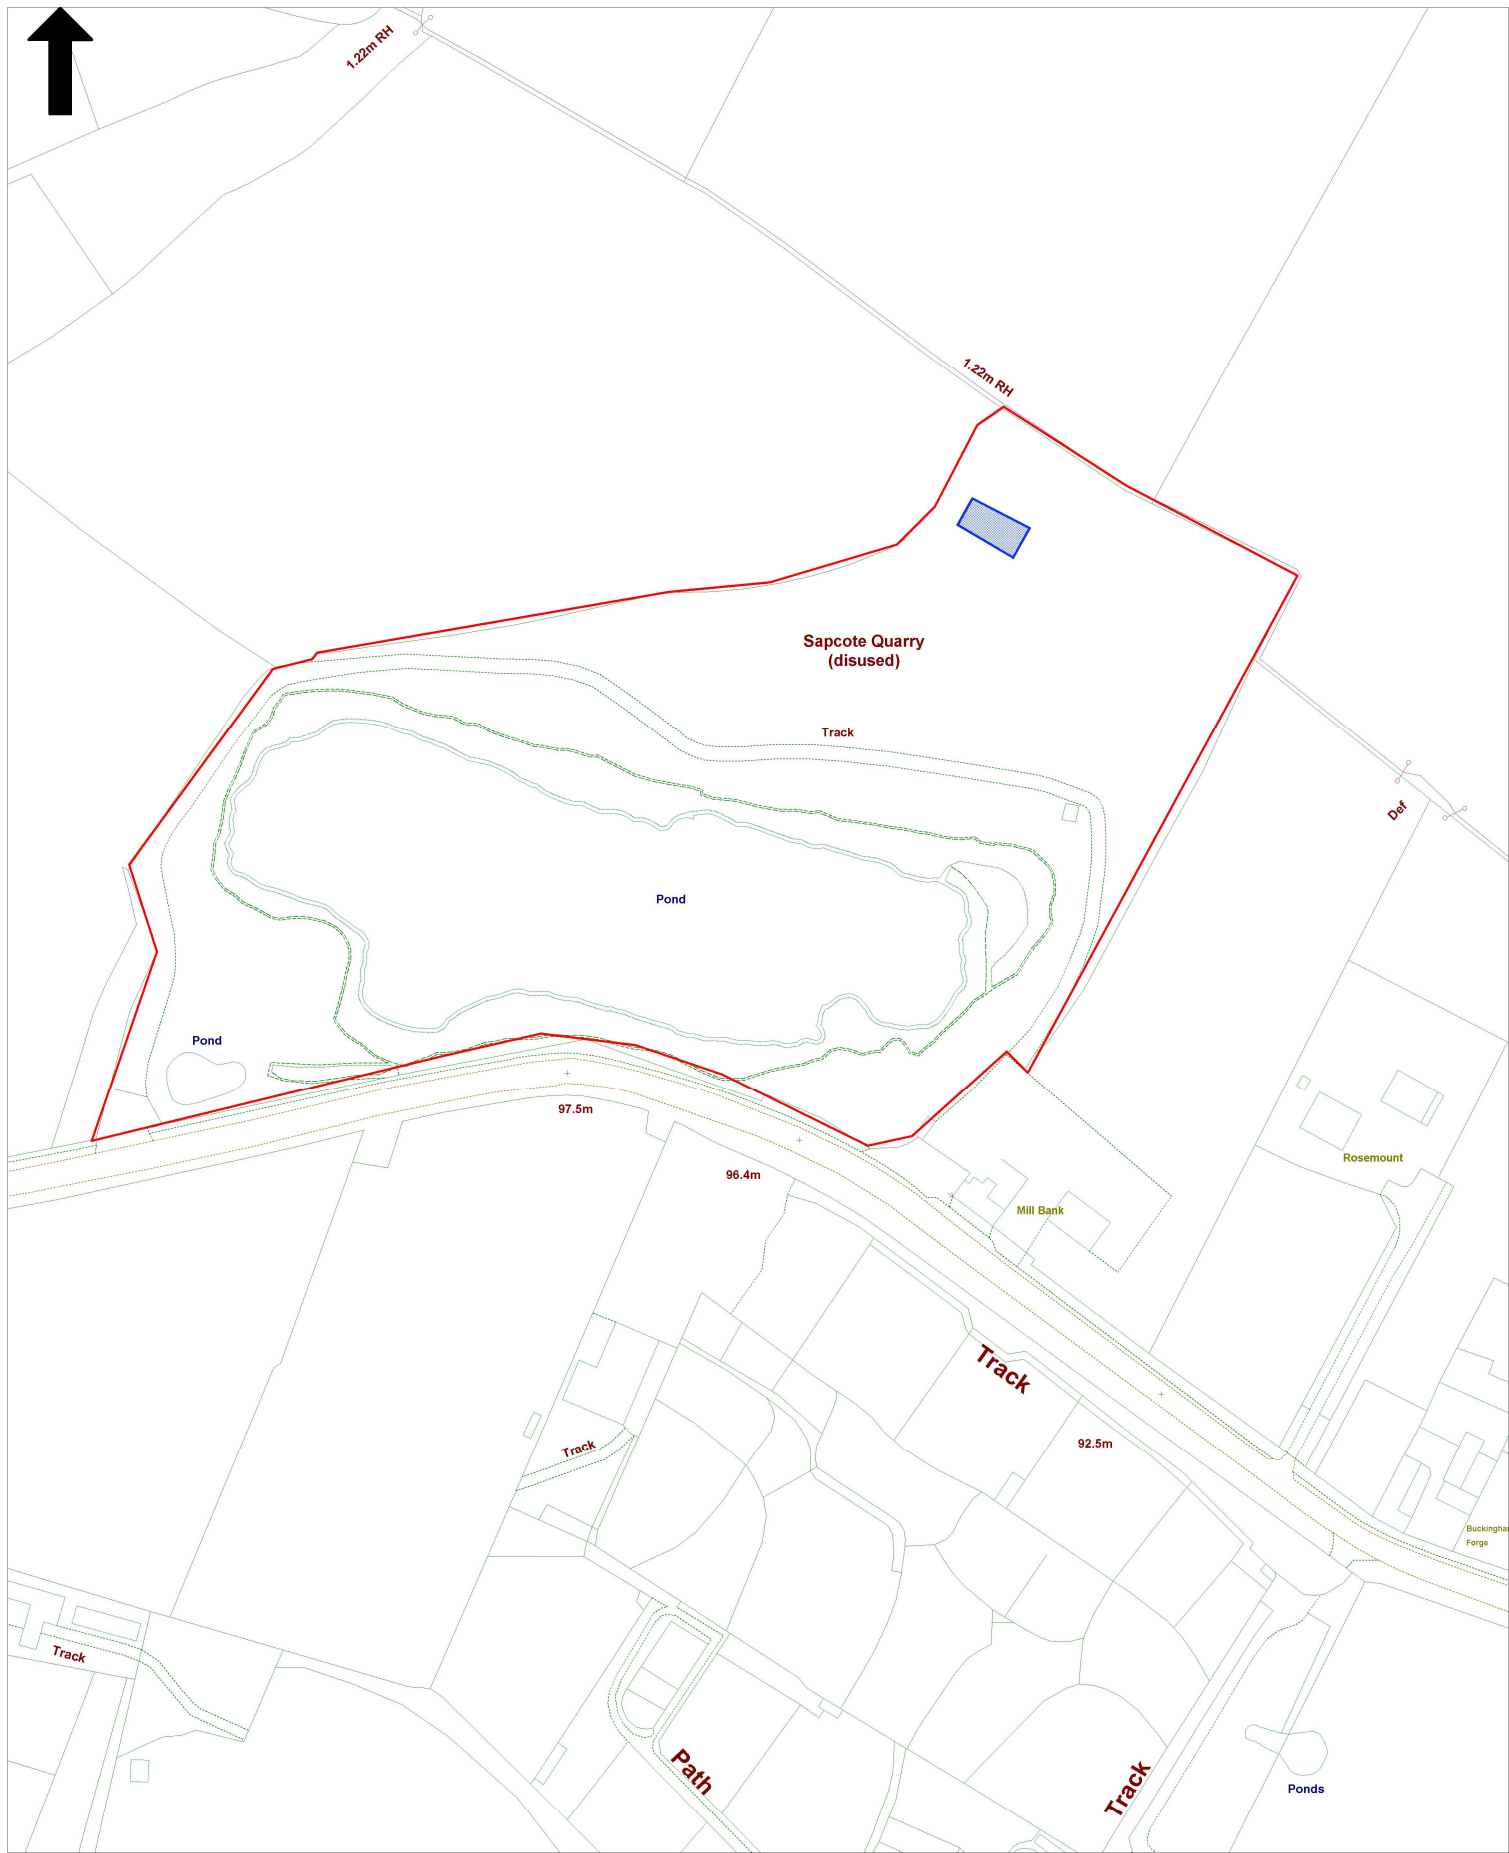 1.22m RH
1.22m RH
Sapcote Quarry
(disused)
Track
Def
Pond
Pond
97.5m
96.4m
Rosemount
Mill Bank
Track
92.5m
Track
Buckingha
Forge
Track
Path
Track
Ponds